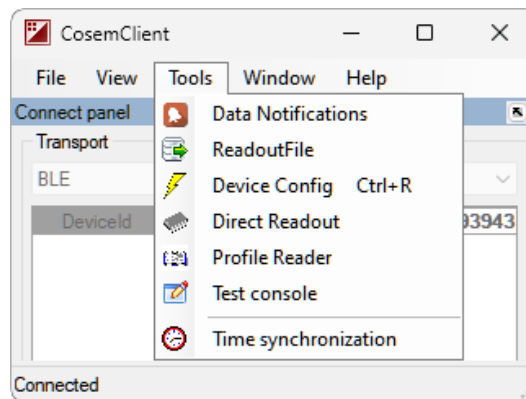 CosemClient
File View Tools Window Help
Connect panel
Data Notifications
Transport
ReadoutFile
BLE
Device Config Ctrl+R
DeviceId
Direct Readout
93943
Profile Reader
Test console
Time synchronization
Connected